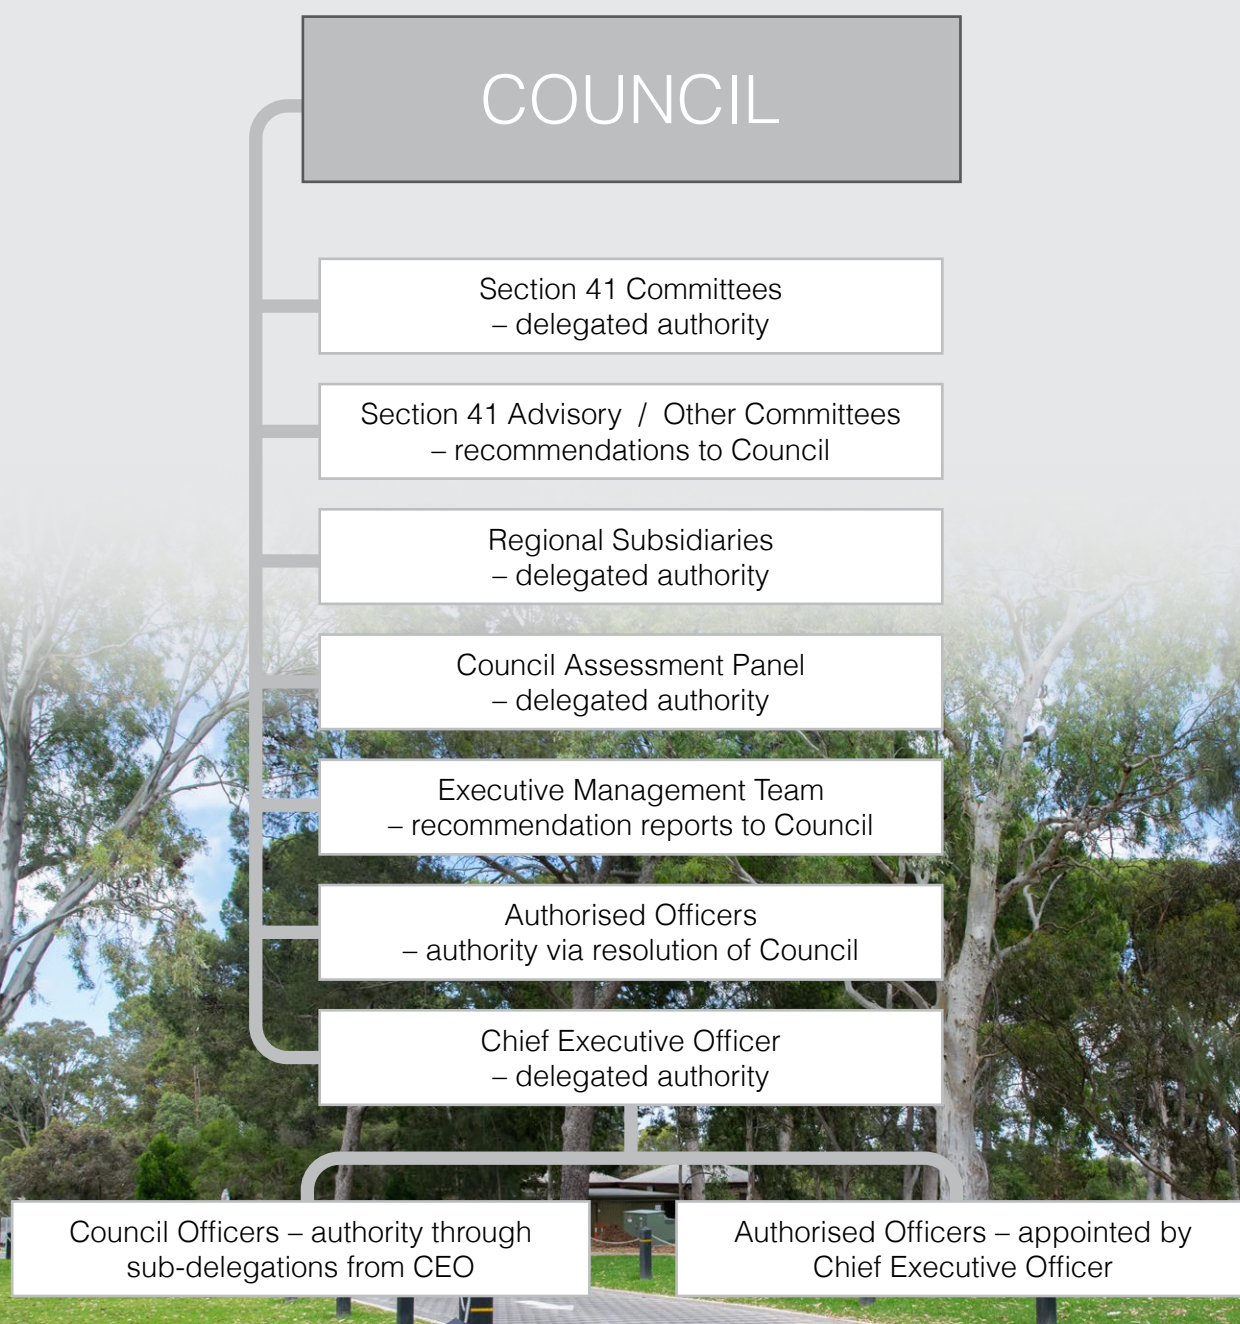 COUNCIL
Section 41 Committees
– delegated authority
Section 41 Advisory / Other Committees
– recommendations to Council
Regional Subsidiaries
– delegated authority
Council Assessment Panel
– delegated authority
Executive Management Team
– recommendation reports to Council
Authorised Officers
– authority via resolution of Council
Chief Executive Officer
– delegated authority
Council Officers – authority through
sub-delegations from CEO
Authorised Officers – appointed by
Chief Executive Officer